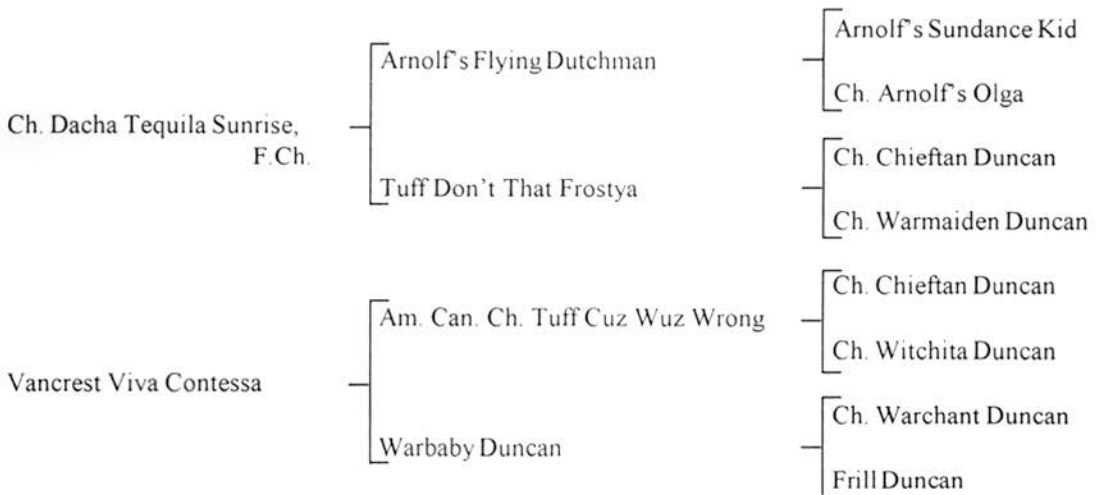 Arnolf's Sundance Kid
Arnolf's Flying Dutchman
Ch. Arnolf's Olga
Ch. Dacha Tequila Sunrise,
F.Ch.
Ch. Chieftan Duncan
Tuff Don't That Frostya
Ch. Warmaiden Duncan
Ch. Chieftan Duncan
Am. Can. Ch. Tuff Cuz Wuz Wrong
Ch. Witchita Duncan
Vancrest Viva Contessa
Ch. Warchant Duncan
Warbaby Duncan
Frill Duncan